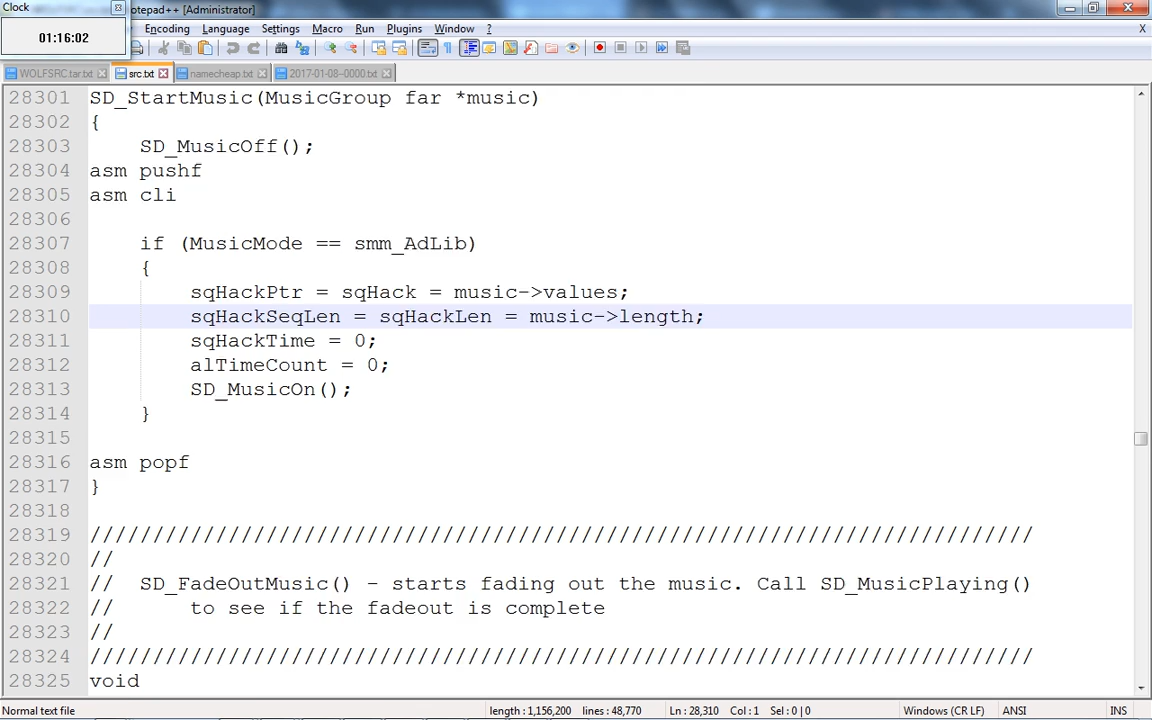 Clock
otepad++ [Administrator]
01:16:02
Encoding Language Settings Macro Run Plugins Window ? X
WOLFSRC.tar.txt src.txt namecheap.txt 2017-01-08--0000.txt
28301 SD_StartMusic(MusicGroup far *music)
28302 {
28303 SD_MusicOff();
28304 asm pushf
28305 asm cli
28306
28307 if (MusicMode == smm_AdLib)
28308 {
28309 sqHackPtr = sqHack = music->values;
28310 sqHackSeqLen = sqHackLen = music->length;
28311 sqHackTime = 0;
28312 alTimeCount = 0;
28313 SD_MusicOn();
28314 }
28315
28316 asm popf
28317 }
28318
28319 ///////////////////////////////////////////////////////////////////////////
28320 //
28321 // SD_FadeOutMusic() - starts fading out the music. Call SD_MusicPlaying()
28322 // to see if the fadeout is complete
28323 //
28324 ///////////////////////////////////////////////////////////////////////////
28325 void
Normal text file length : 1,156,200 lines : 48,770 Ln : 28,310 Col : 1 Sel : 0 | 0 Windows (CR LF) ANSI INS